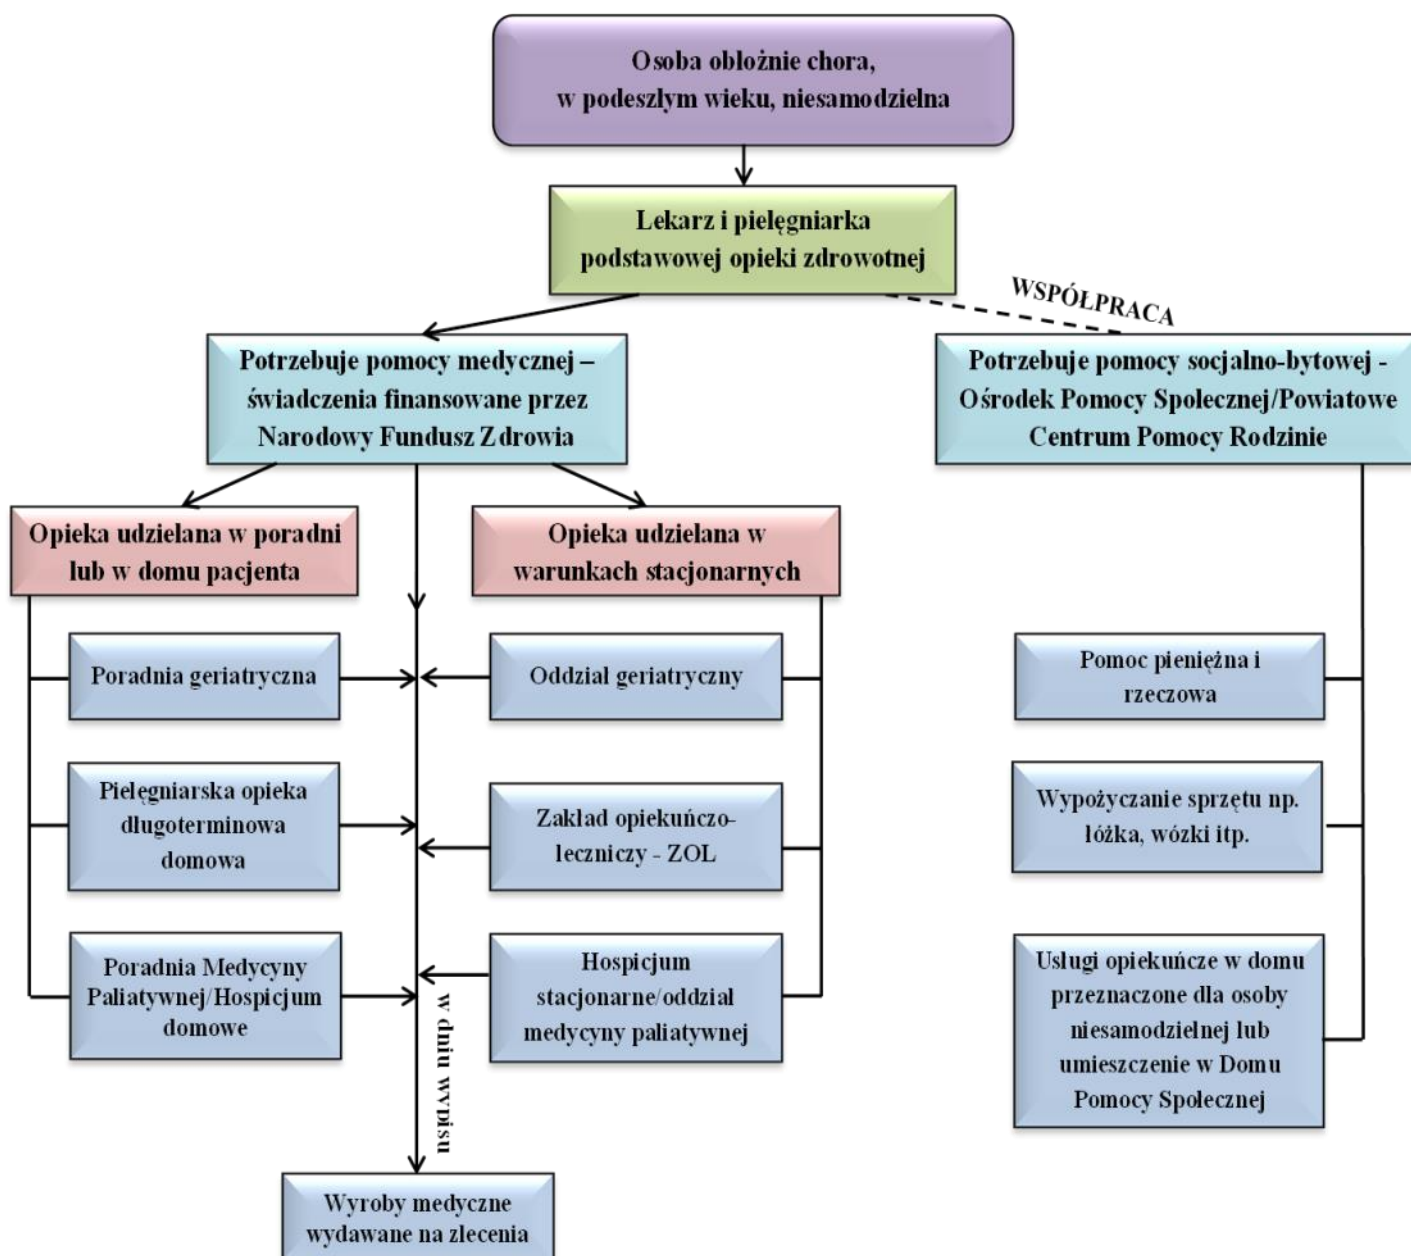 Osoba obłożnie chora,
w podeszłym wieku, niesamodzielna
Lekarz i pielęgniarka
podstawowej opieki zdrowotnej
WSPÓŁPRACA
Potrzebuje pomocy medycznej –
świadczenia finansowane przez
Narodowy Fundusz Zdrowia
Potrzebuje pomocy socjalno-bytowej -
Ośrodek Pomocy Społecznej/Powiatowe
Centrum Pomocy Rodzinie
Opieka udzielana w poradni
lub w domu pacjenta
Opieka udzielana w
warunkach stacjonarnych
Poradnia geriatryczna
Oddział geriatryczny
Pomoc pieniężna i
rzeczowa
Pielęgniarska opieka
długoterminowa
domowa
Zakład opiekuńczo-
leczniczy - ZOL
Wypożyczanie sprzętu np.
łóżka, wózki itp.
Poradnia Medycyny
Paliatywnej/Hospicjum
domowe
Hospicjum
stacjonarne/oddział
medycyny paliatywnej
Usługi opiekuńcze w domu
przeznaczone dla osoby
niesamodzielnej lub
umieszczenie w Domu
Pomocy Społecznej
w dniu wypisu
Wyroby medyczne
wydawane na zlecenia